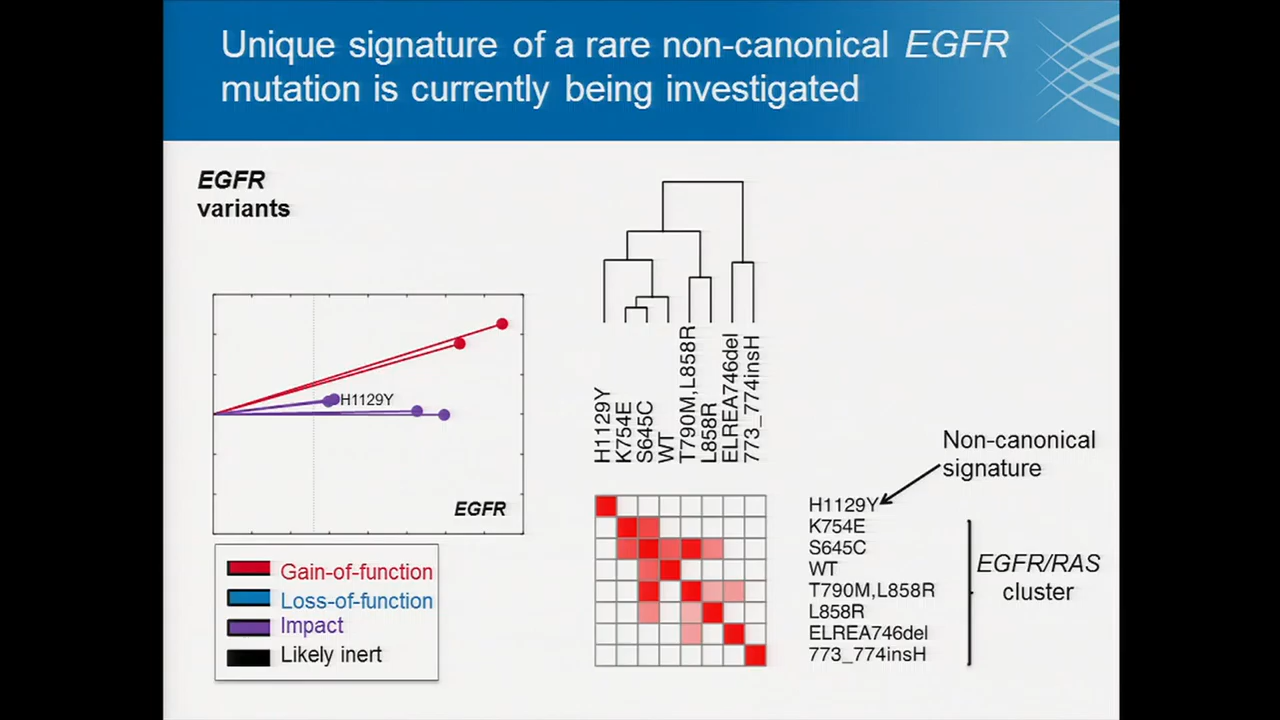 Unique signature of a rare non-canonical EGFR
mutation is currently being investigated
EGFR
variants
H1129Y
EGFR
Gain-of-function
Loss-of-function
Impact
Likely inert
H1129Y
K754E
S645C
WT
T790M,L858R
L858R
ELREA746del
773_774insH
Non-canonical
signature
H1129Y
K754E
S645C
WT
T790M,L858R
L858R
ELREA746del
773_774insH
EGFR/RAS
cluster